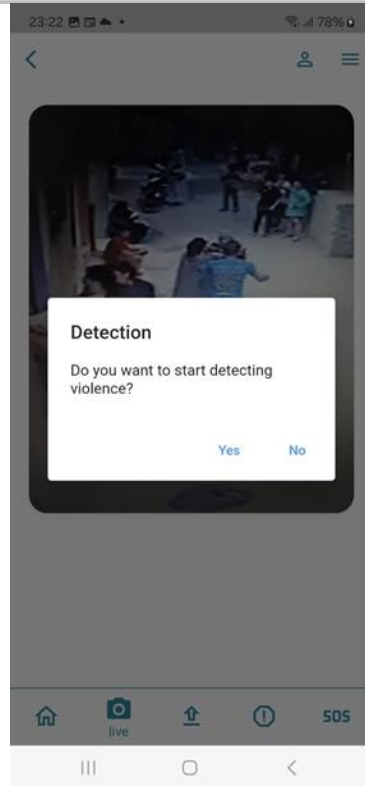 23:22
78%
Detection
Do you want to start detecting
violence?
Yes No
live
SOS